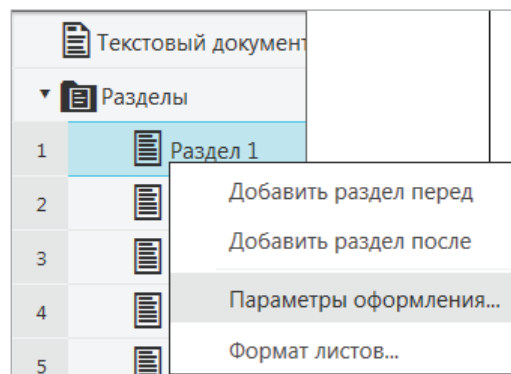 Текстовый документ
Разделы
1 Раздел 1
Добавить раздел перед
2
Добавить раздел после
3
Параметры оформления...
4
Формат листов...
5